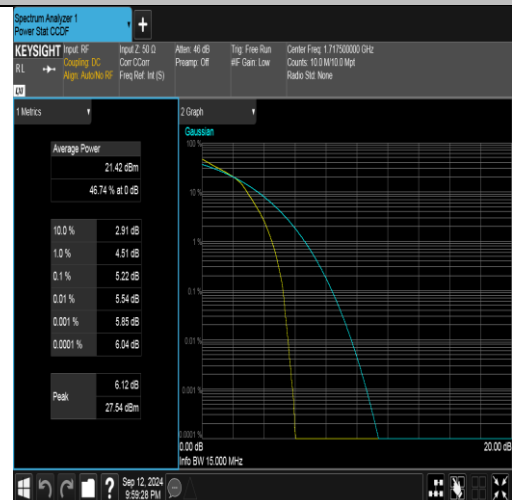 Spectrum Analyzer 1
Power Stat CCDF
KEYSIGHT
Input: RF
Input Z: 50 Ω
Atten: 46 dB
Trig: Free Run
Center Freq: 1.717500000 GHz
RL
Coupling: DC
Corr CCorr
Preamp: Off
#IF Gain: Low
Counts: 10.0 M/10.0 Mpt
Align: Auto/No RF
Freq Ref: Int (S)
Radio Std: None
LXI
1 Metrics
2 Graph
Gaussian
Average Power
21.42 dBm
46.74 % at 0 dB
10.0 % 2.91 dB
1.0 % 4.51 dB
0.1 % 5.22 dB
0.01 % 5.54 dB
0.001 % 5.85 dB
0.0001 % 6.04 dB
Peak
6.12 dB
27.54 dBm
100 %
10 %
1 %
0.1 %
0.01 %
0.001 %
0.0001 %
0.00 dB
20.00 dB
Info BW 15.000 MHz
?
Sep 12, 2024
9:59:28 PM